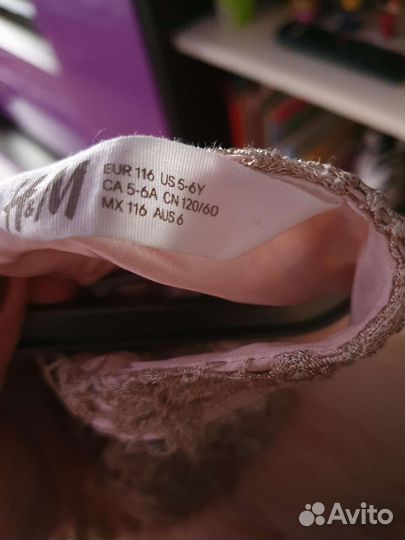 H&M
EUR 116 US 5-6Y
CA 5-6A CN 120/60
MX 116 AUS 6
Avito